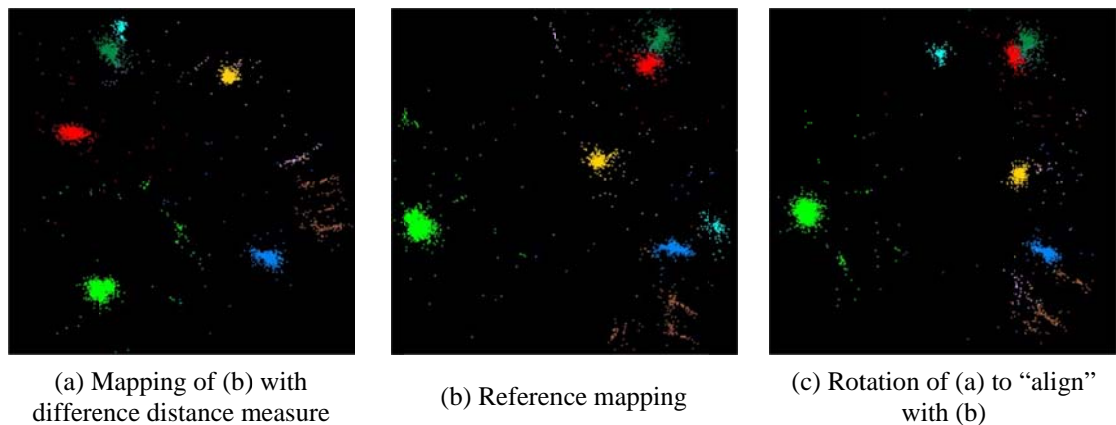 (a) Mapping of (b) with
difference distance measure
(b) Reference mapping
(c) Rotation of (a) to “align”
with (b)